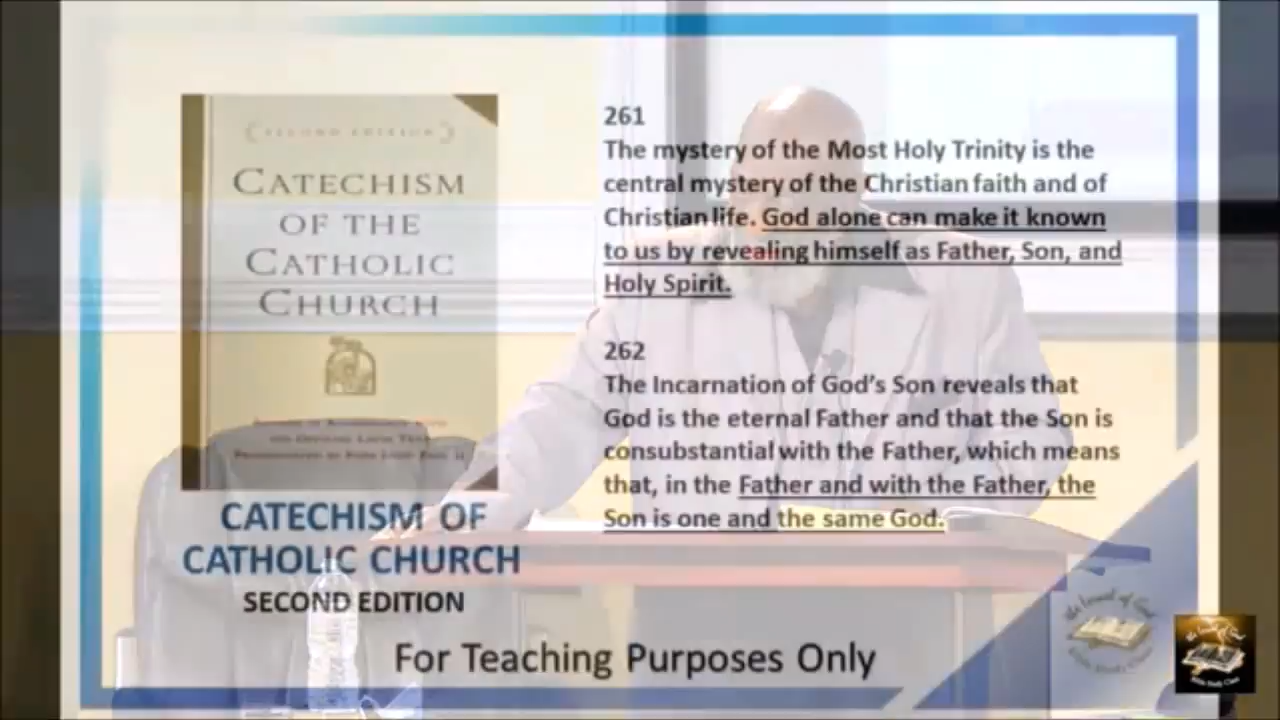 SECOND EDITION
CATECHISM
OF THE
CATHOLIC
CHURCH
CATECHISM OF
CATHOLIC CHURCH
SECOND EDITION
261
The mystery of the Most Holy Trinity is the
central mystery of the Christian faith and of
Christian life. God alone can make it known
to us by revealing himself as Father, Son, and
Holy Spirit.
262
The Incarnation of God's Son reveals that
God is the eternal Father and that the Son is
consubstantial with the Father, which means
that, in the Father and with the Father, the
Son is one and the same God.
For Teaching Purposes Only